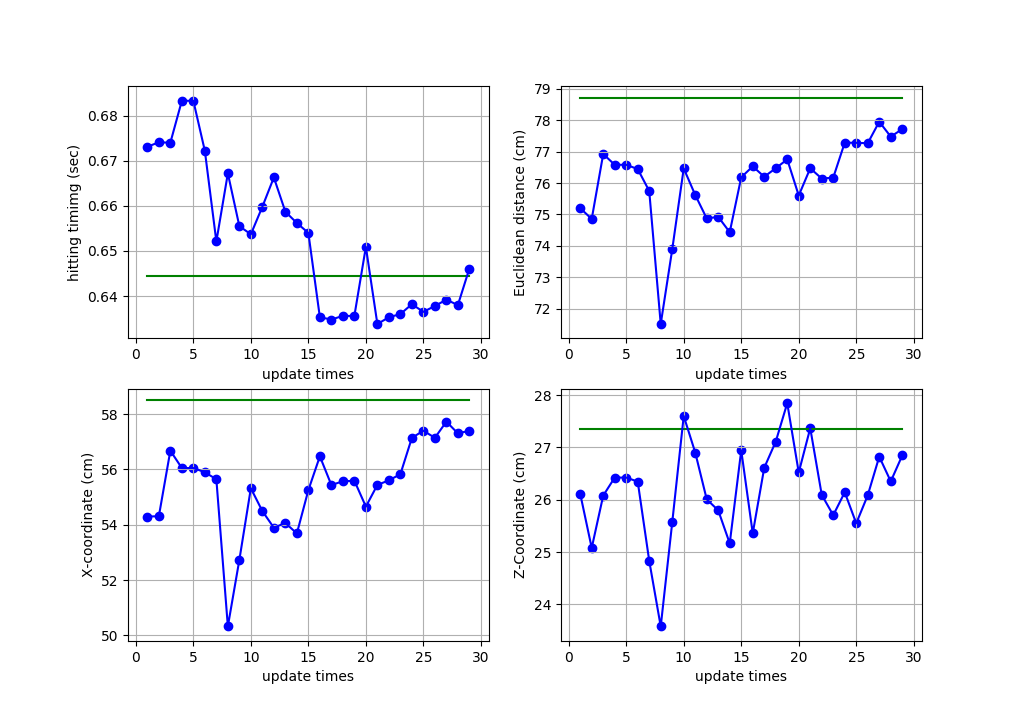 hitting timimg (sec)
0.68
0.67
0.66
0.65
0.64
0 5 10 15 20 25 30
update times
Euclidean distance (cm)
79
78
77
76
75
74
73
72
0 5 10 15 20 25 30
update times
X-coordinate (cm)
58
56
54
52
50
0 5 10 15 20 25 30
update times
Z-Coordinate (cm)
28
27
26
25
24
0 5 10 15 20 25 30
update times